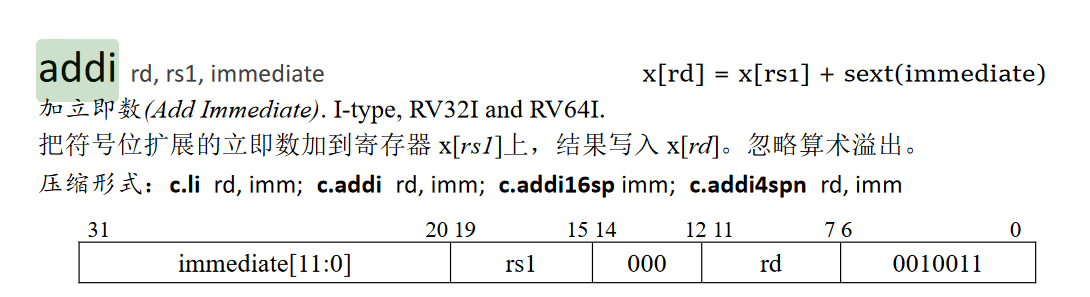 addi rd, rs1, immediate x[rd] = x[rs1] + sext(immediate)
加立即数(Add Immediate). I-type, RV32I and RV64I.
把符号位扩展的立即数加到寄存器 x[rs1]上，结果写入 x[rd]。忽略算术溢出。
压缩形式：c.li rd, imm; c.addi rd, imm; c.addi16sp imm; c.addi4spn rd, imm
31 20 19 15 14 12 11 7 6 0
immediate[11:0] rs1 000 rd 0010011